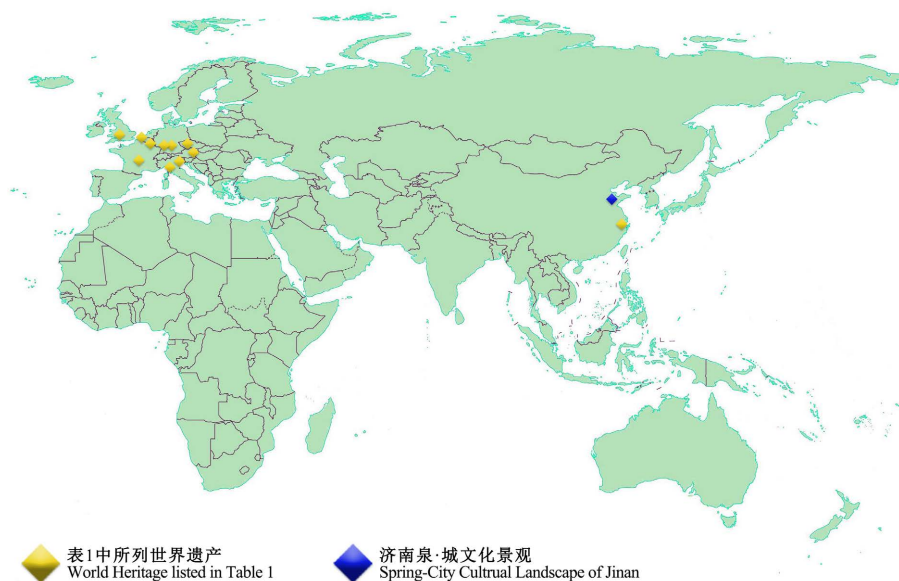 表1中所列世界遗产
World Heritage listed in Table 1
济南泉·城文化景观
Spring-City Cultrual Landscape of Jinan